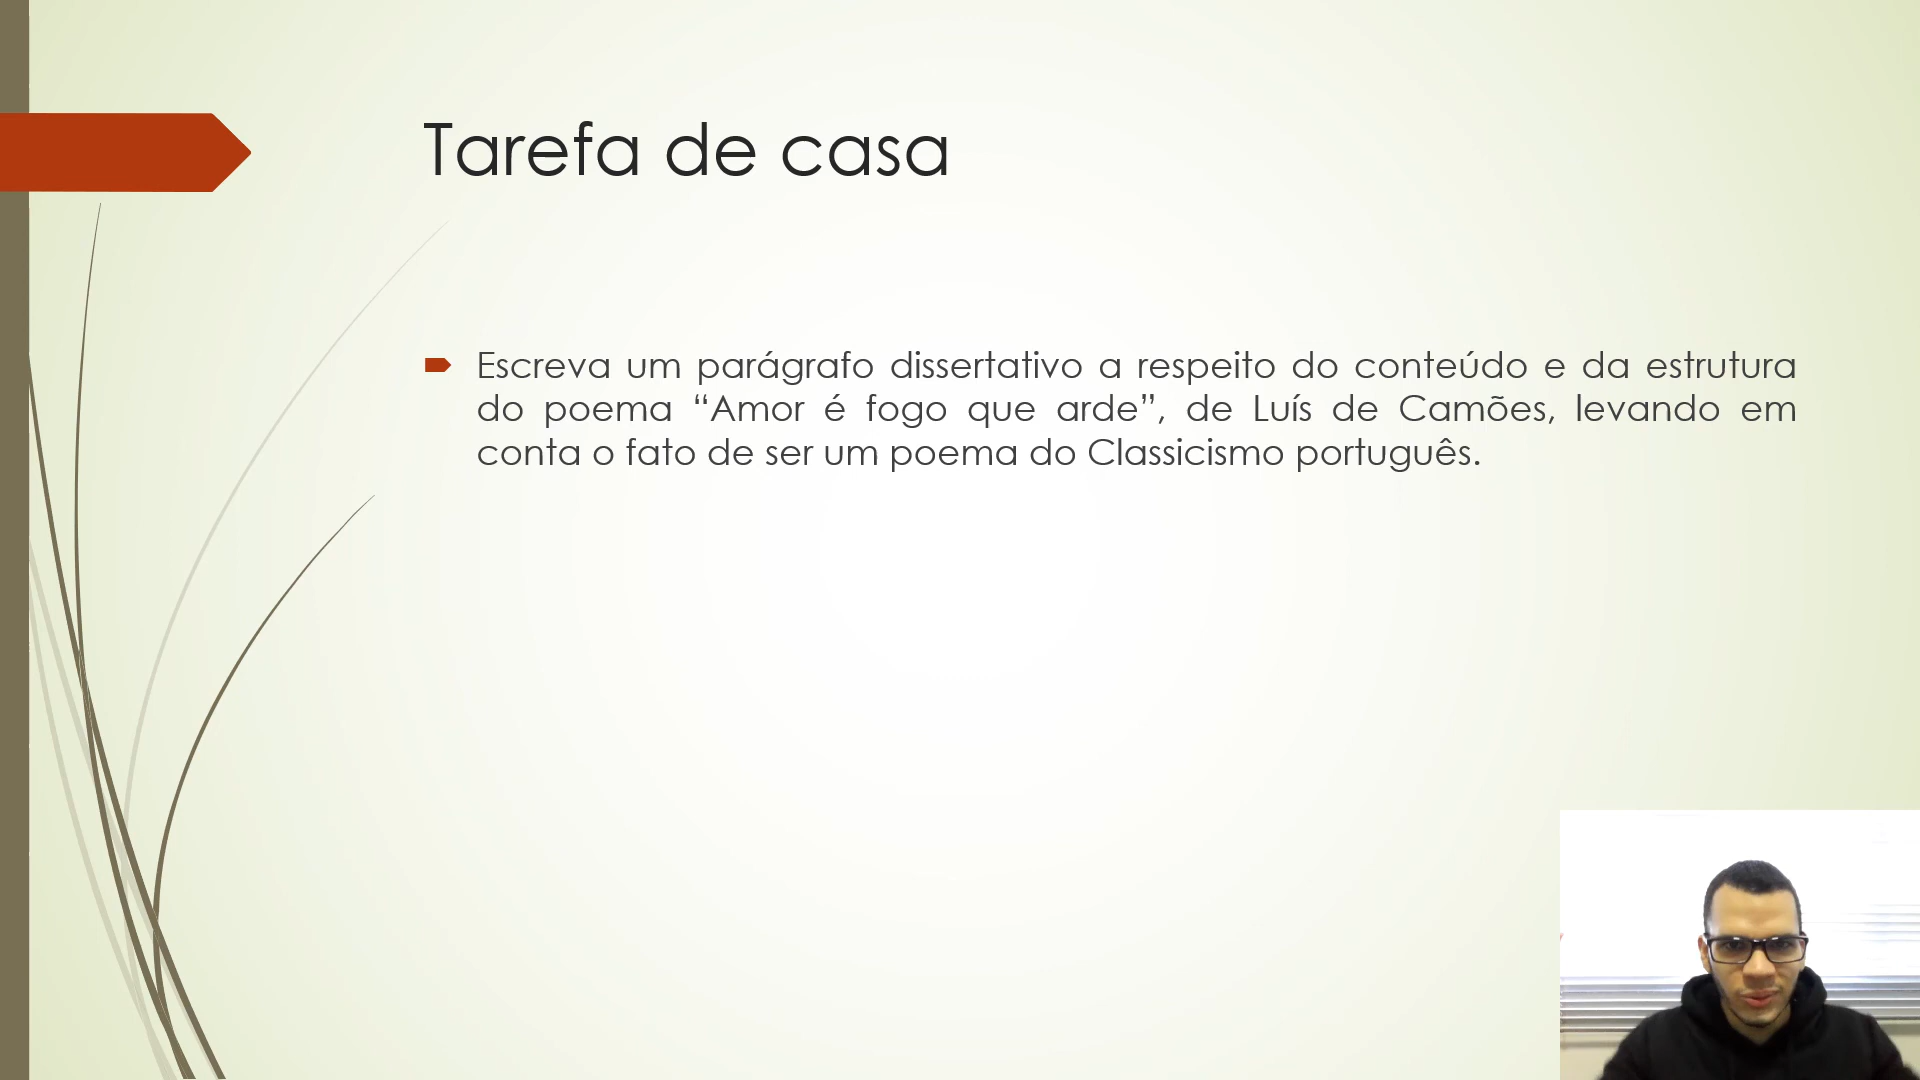 Tarefa de casa
Escreva um parágrafo dissertativo a respeito do conteúdo e da estrutura
do poema “Amor é fogo que arde”, de Luís de Camões, levando em
conta o fato de ser um poema do Classicismo português.